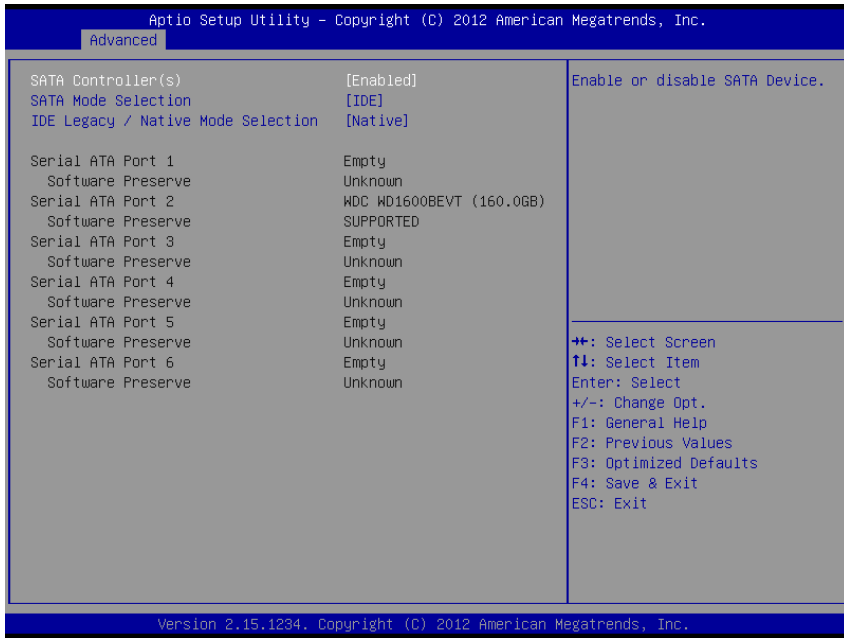 Aptio Setup Utility – Copyright (C) 2012 American Megatrends, Inc.
Advanced
SATA Controller(s) [Enabled]
SATA Mode Selection [IDE]
IDE Legacy / Native Mode Selection [Native]
Serial ATA Port 1 Empty
Software Preserve Unknown
Serial ATA Port 2 WDC WD1600BEVT (160.0GB)
Software Preserve SUPPORTED
Serial ATA Port 3 Empty
Software Preserve Unknown
Serial ATA Port 4 Empty
Software Preserve Unknown
Serial ATA Port 5 Empty
Software Preserve Unknown
Serial ATA Port 6 Empty
Software Preserve Unknown
Enable or disable SATA Device.
→←: Select Screen
↑↓: Select Item
Enter: Select
+/-: Change Opt.
F1: General Help
F2: Previous Values
F3: Optimized Defaults
F4: Save & Exit
ESC: Exit
Version 2.15.1234. Copyright (C) 2012 American Megatrends, Inc.